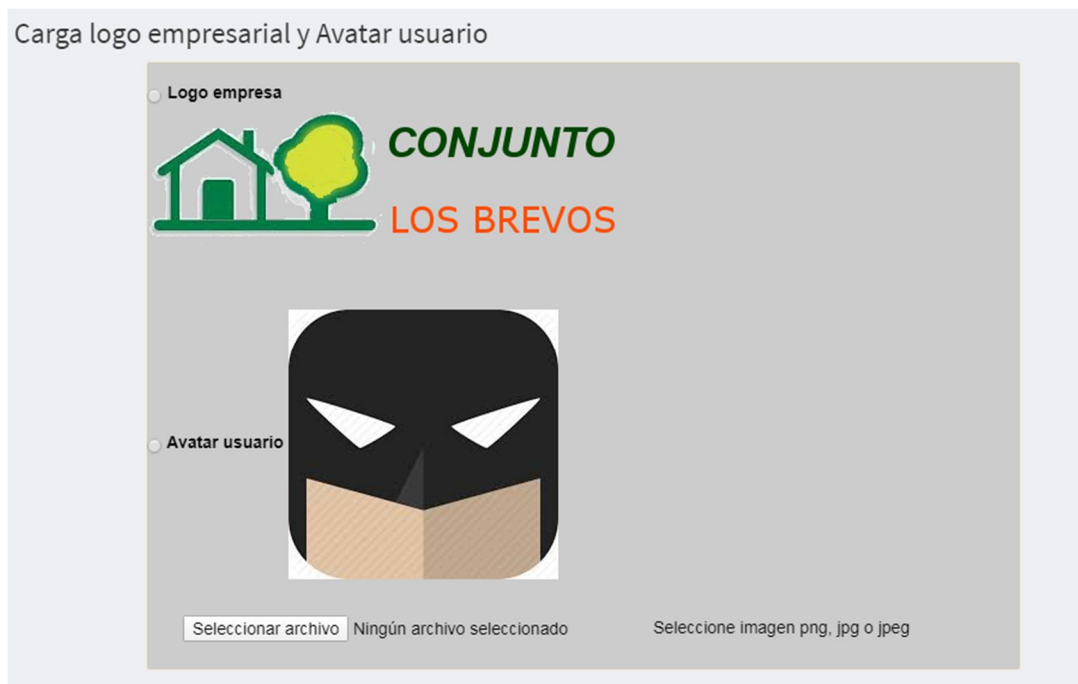 Carga logo empresarial y Avatar usuario
Logo empresa
CONJUNTO
LOS BREVOS
Avatar usuario
Seleccionar archivo Ningún archivo seleccionado Seleccione imagen png, jpg o jpeg